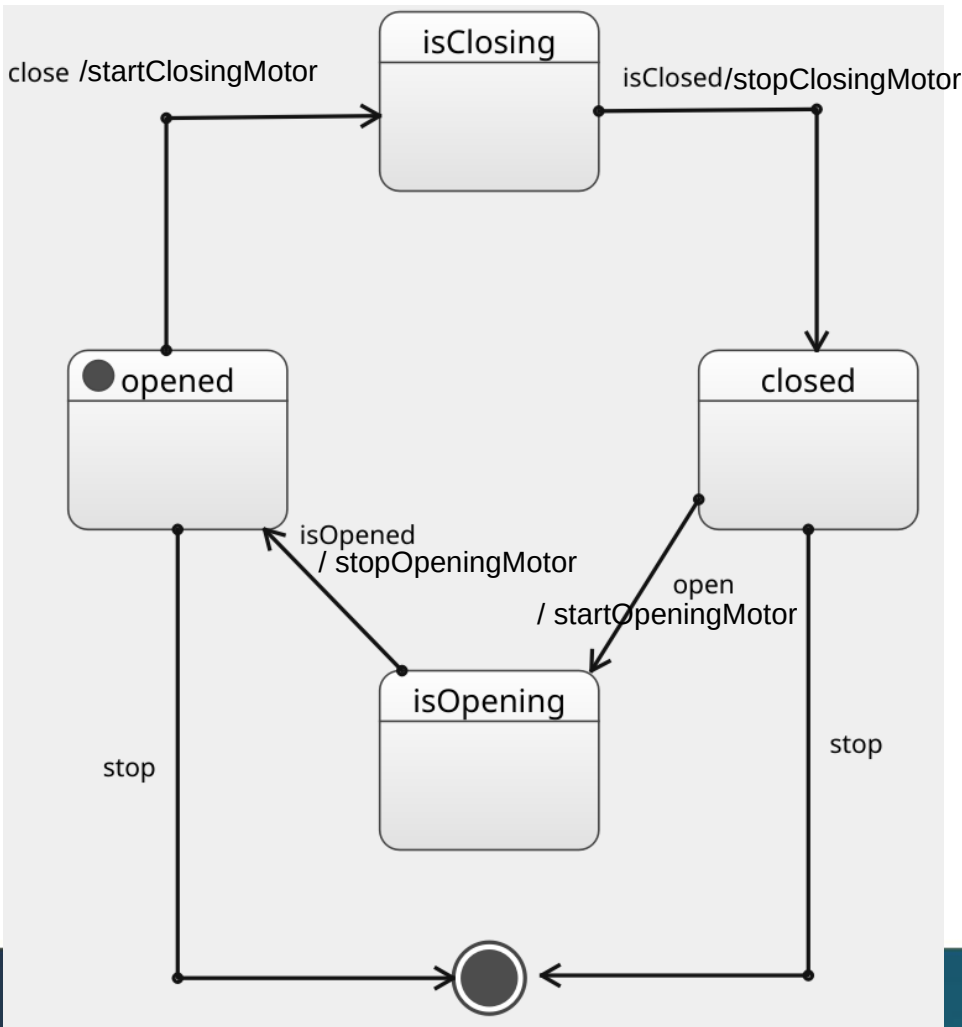 isClosing
close /startClosingMotor
isClosed/stopClosingMotor
opened
closed
isOpened
/ stopOpeningMotor
open
/ startOpeningMotor
isOpening
stop
stop